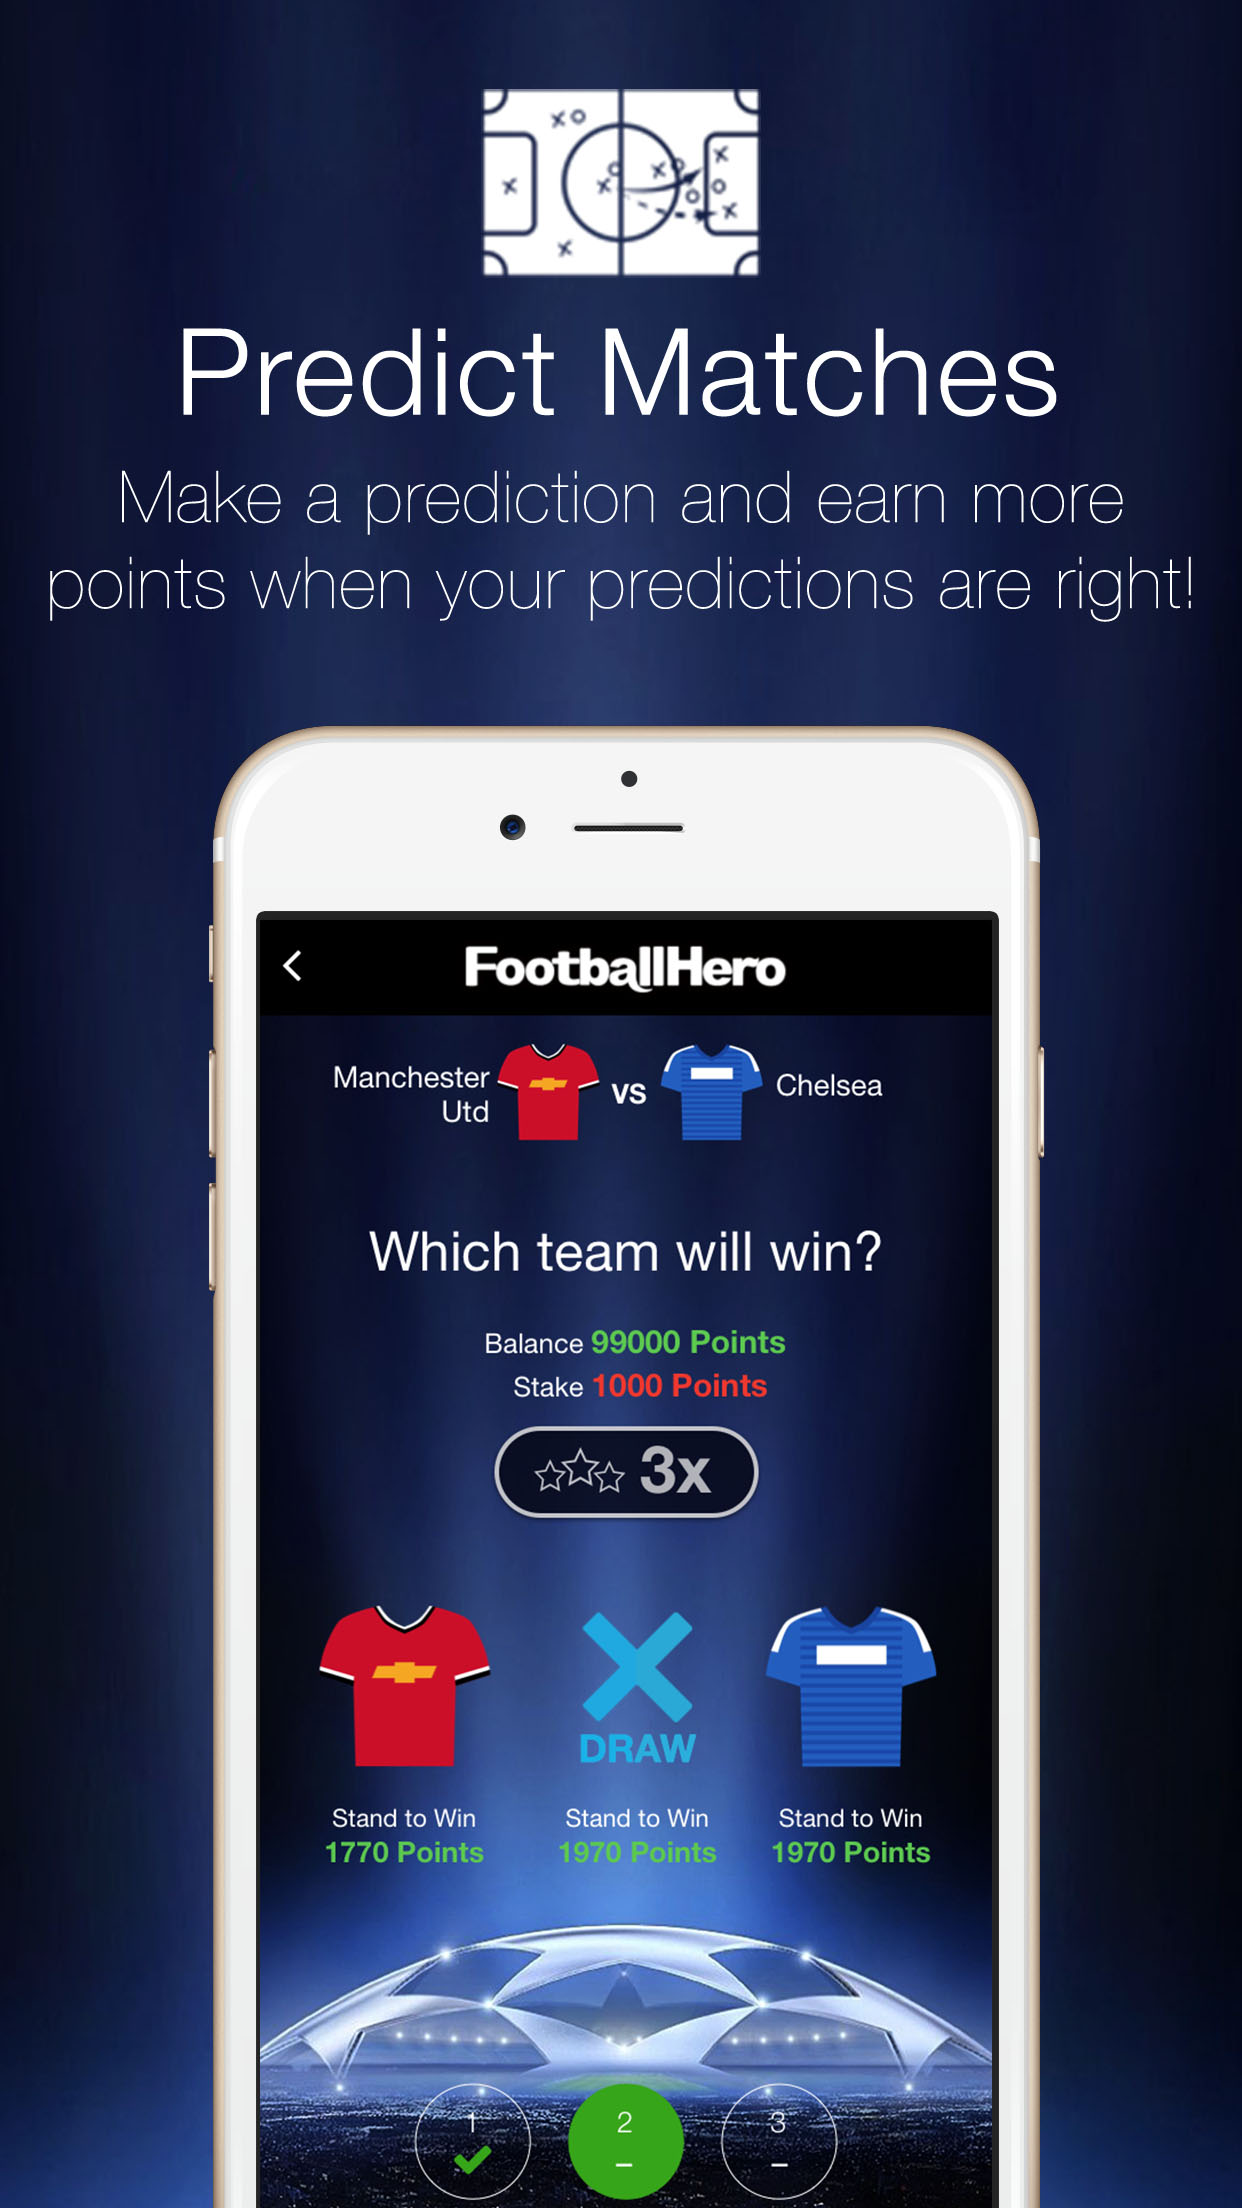 Predict Matches
Make a prediction and earn more
points when your predictions are right!
FootballHero
Manchester
Utd
vs
Chelsea
Which team will win?
Balance 99000 Points
Stake 1000 Points
3x
DRAW
Stand to Win
1770 Points
Stand to Win
1970 Points
Stand to Win
1970 Points
1
2
3